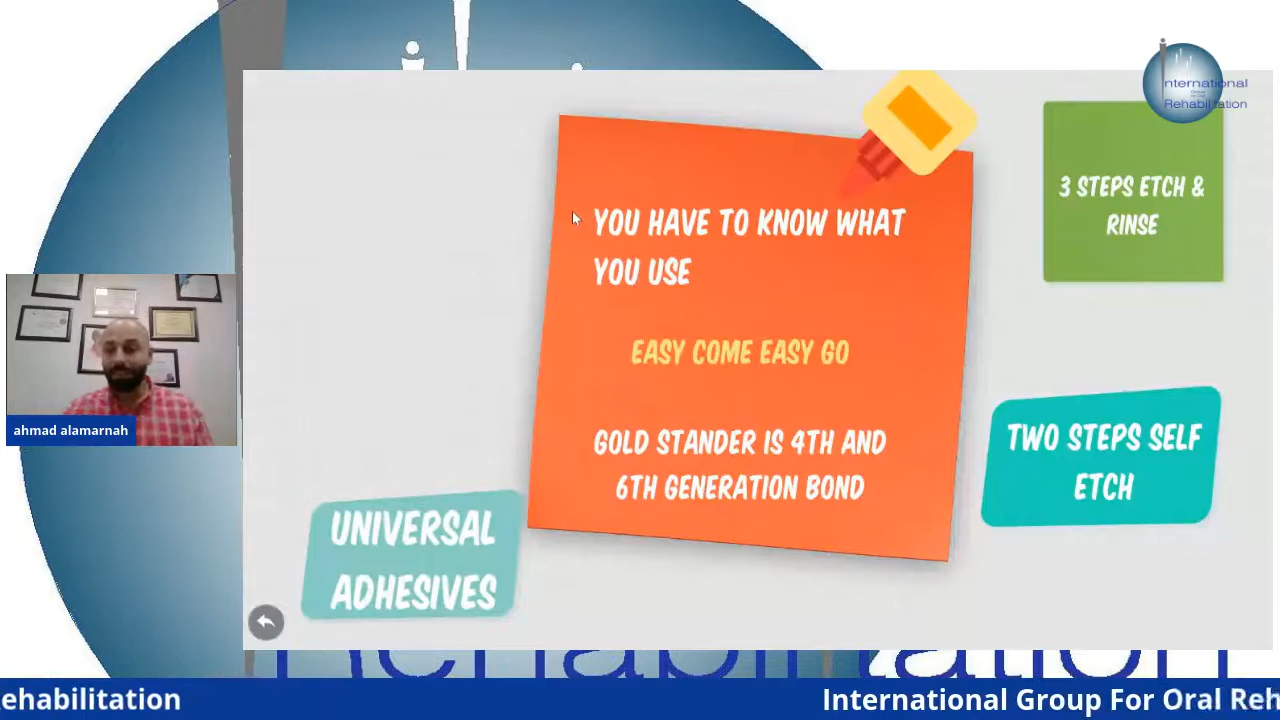 nternational
Rehabilitation
3 STEPS ETCH &
RINSE
YOU HAVE TO KNOW WHAT
YOU USE
EASY COME EASY GO
GOLD STANDER IS 4TH AND
6TH GENERATION BOND
TWO STEPS SELF
ETCH
UNIVERSAL
ADHESIVES
ahmad alamarnah
Rehabilitation
ehabilitation
International Group For Oral Reh